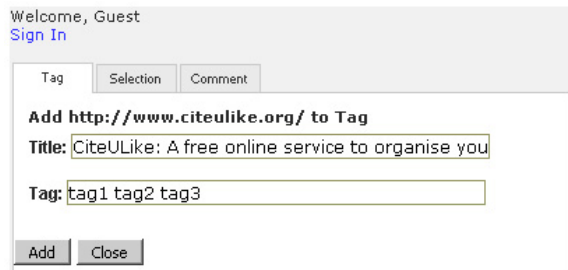 Welcome, Guest
Sign In
Tag Selection Comment
Add http://www.citeulike.org/ to Tag
Title: CiteULike: A free online service to organise you
Tag: tag1 tag2 tag3
Add Close